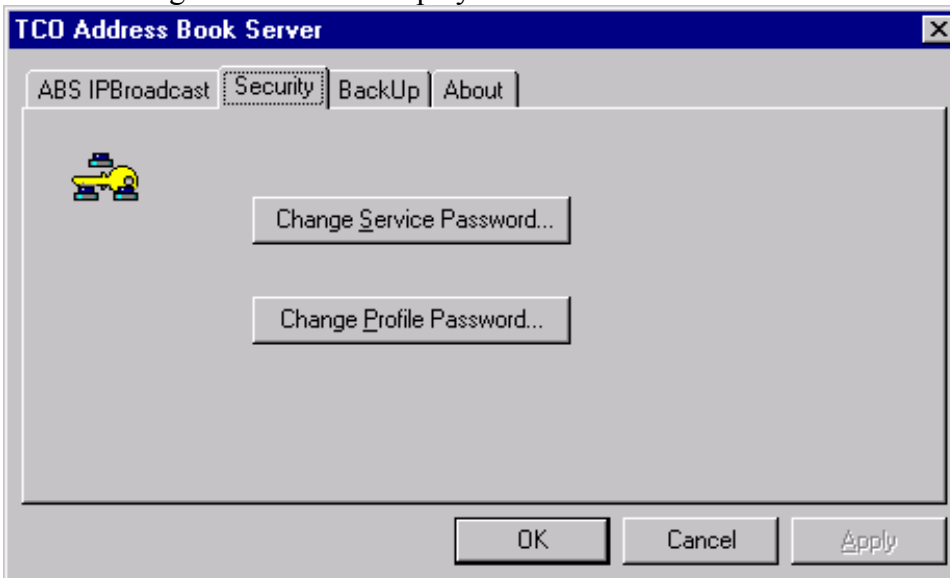 TCO Address Book Server
ABS IPBroadcast Security BackUp About
Change Service Password...
Change Profile Password...
OK Cancel Apply